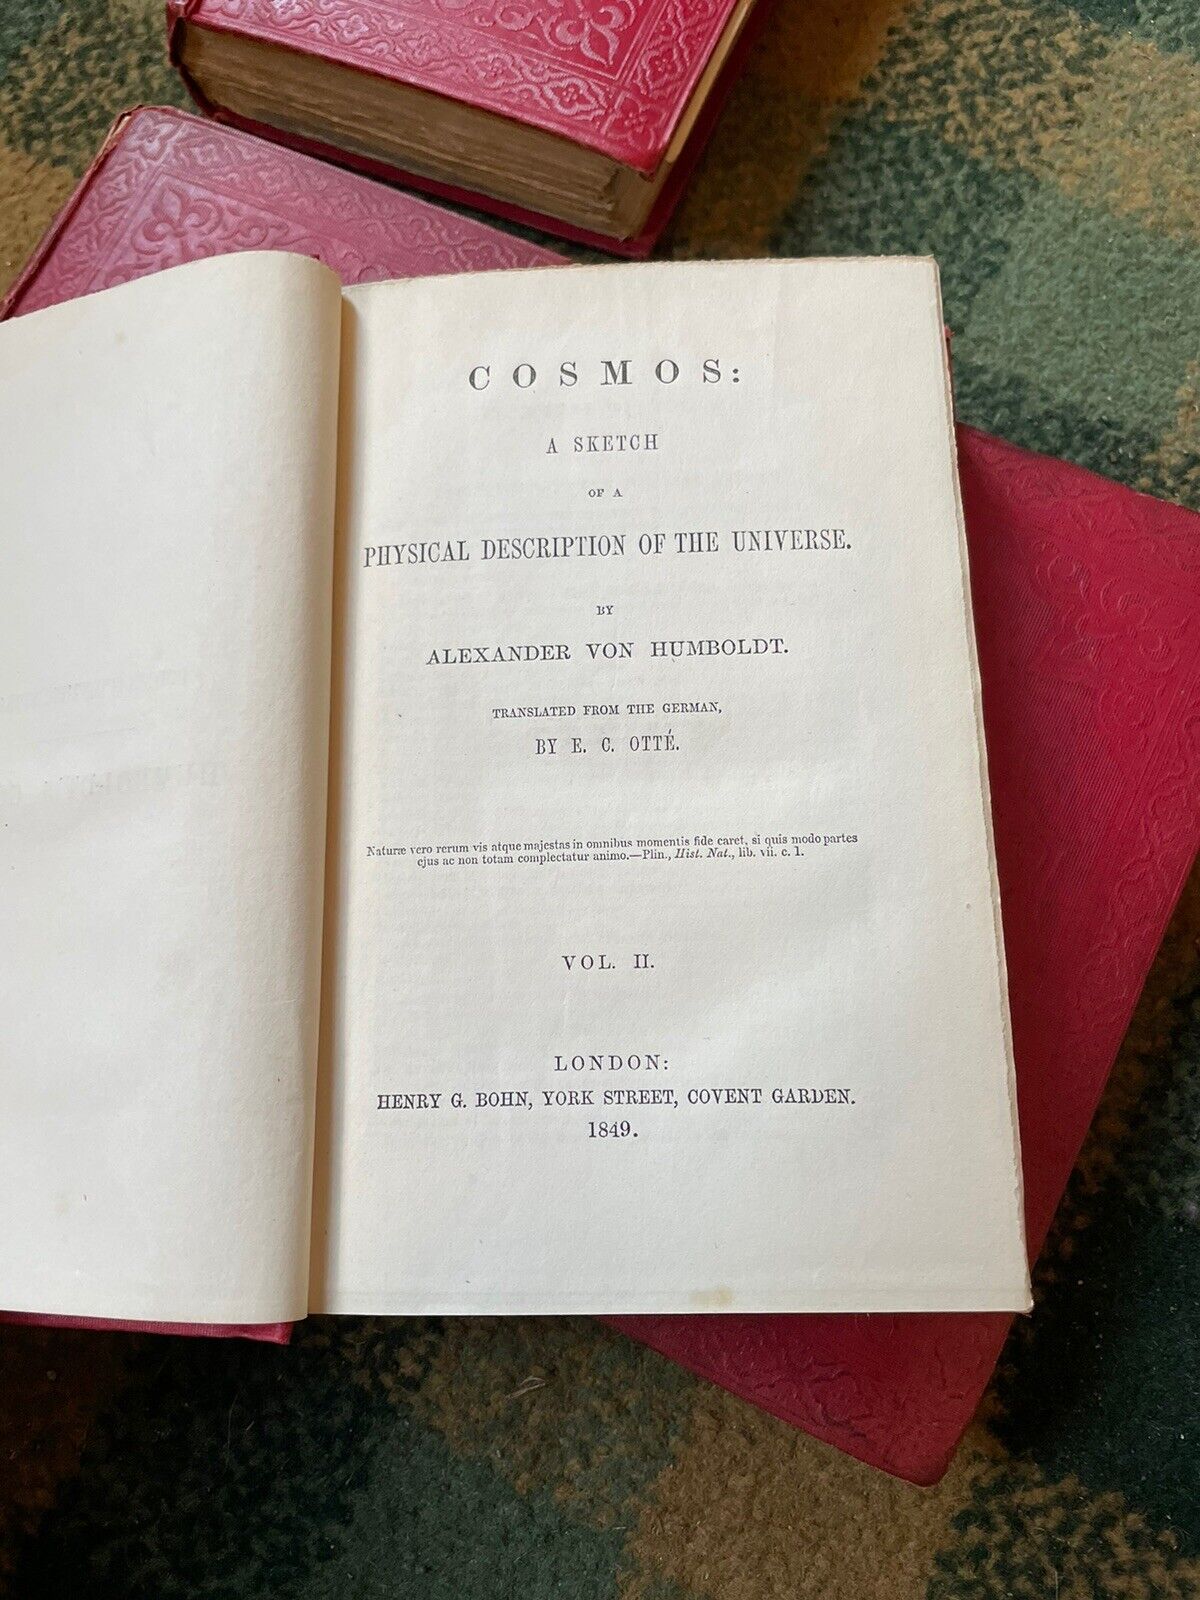 COSMOS:
A SKETCH
OF A
PHYSICAL DESCRIPTION OF THE UNIVERSE.
BY
ALEXANDER VON HUMBOLDT.
TRANSLATED FROM THE GERMAN,
BY E. C. OTTÉ.
Naturæ vero rerum vis atque majestas in omnibus momentis fide caret, si quis modo partes
ejus ac non totam complectatur animo.—Plin., Hist. Nat., lib. vii. c. 1.
VOL. II.
LONDON:
HENRY G. BOHN, YORK STREET, COVENT GARDEN.
1849.